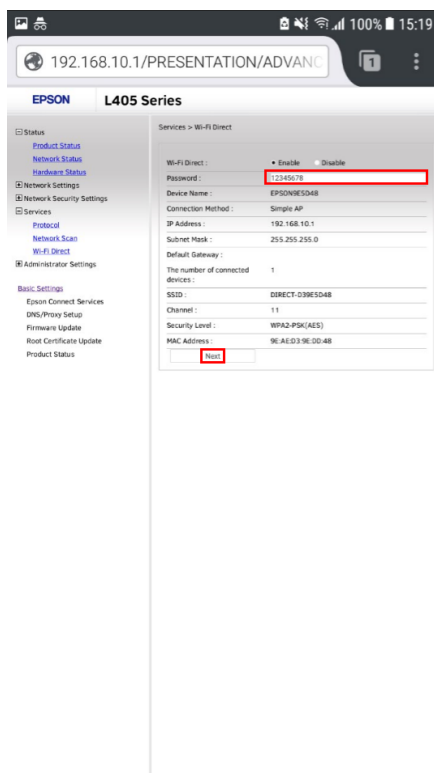 100% 15:19
192.168.10.1/PRESENTATION/ADVANC
1
EPSON L405 Series
Status
Product Status
Network Status
Hardware Status
Network Settings
Network Security Settings
Services
Protocol
Network Scan
Wi-Fi Direct
Administrator Settings
Basic Settings
Epson Connect Services
DNS/Proxy Setup
Firmware Update
Root Certificate Update
Product Status
Services > Wi-Fi Direct
Wi-Fi Direct : Enable Disable
Password : 12345678
Device Name : EPSON9E5D48
Connection Method : Simple AP
IP Address : 192.168.10.1
Subnet Mask : 255.255.255.0
Default Gateway :
The number of connected devices : 1
SSID : DIRECT-D39E5D48
Channel : 11
Security Level : WPA2-PSK(AES)
MAC Address : 9E:AE:D3:9E:DD:48
Next